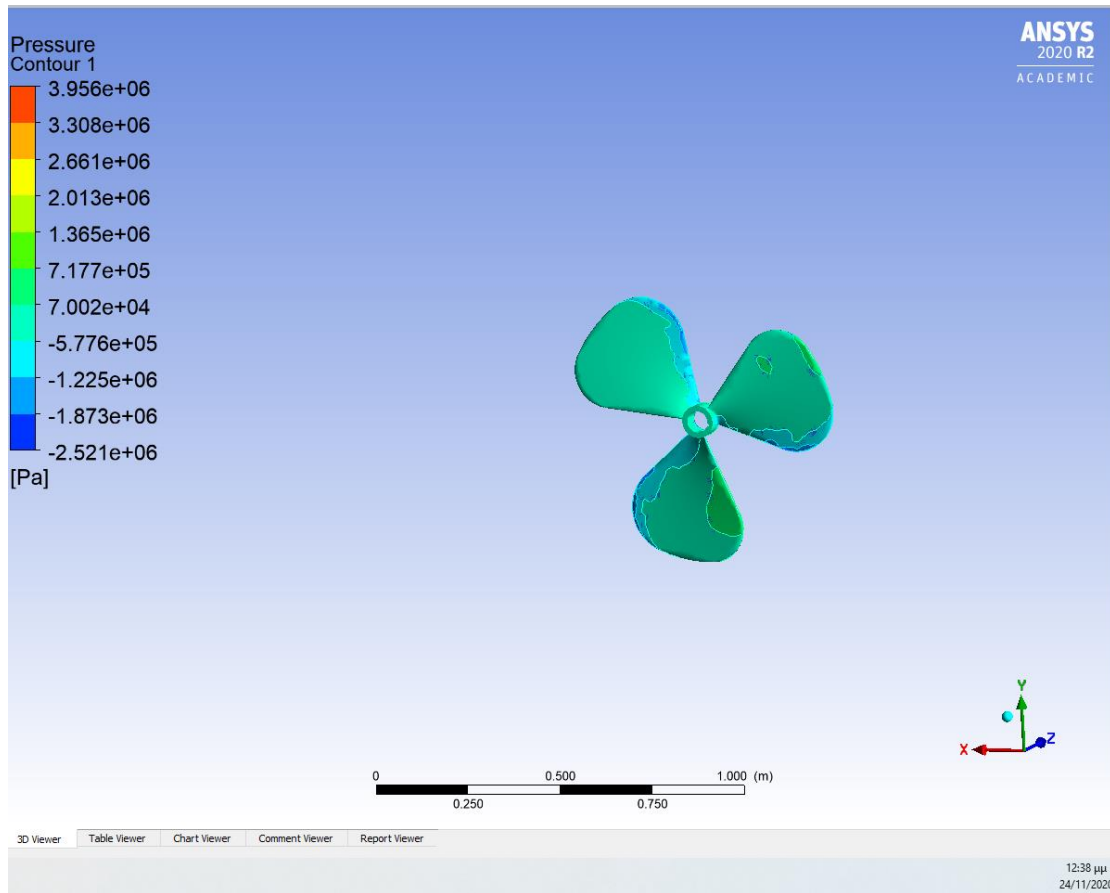 Pressure
Contour 1
3.956e+06
3.308e+06
2.661e+06
2.013e+06
1.365e+06
7.177e+05
7.002e+04
-5.776e+05
-1.225e+06
-1.873e+06
-2.521e+06
[Pa]
ANSYS
2020 R2
ACADEMIC
Y
X Z
0 0.500 1.000 (m)
0.250 0.750
3D Viewer Table Viewer Chart Viewer Comment Viewer Report Viewer
12:38 μμ
24/11/2020